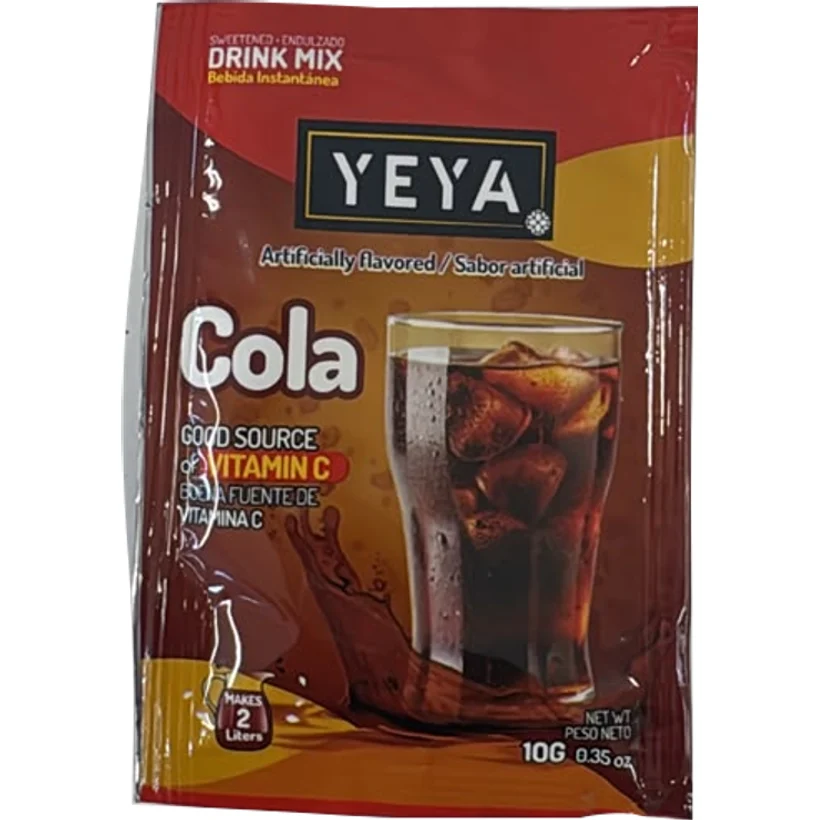 SWEETENED • ENDULZADO
DRINK MIX
Bebida Instantánea
YEYA
Artificially flavored / Sabor artificial
Cola
GOOD SOURCE
of VITAMIN C
BUENA FUENTE DE
VITAMINA C
MAKES
2
Liters
NET WT
PESO NETO
10G 0.35 oz